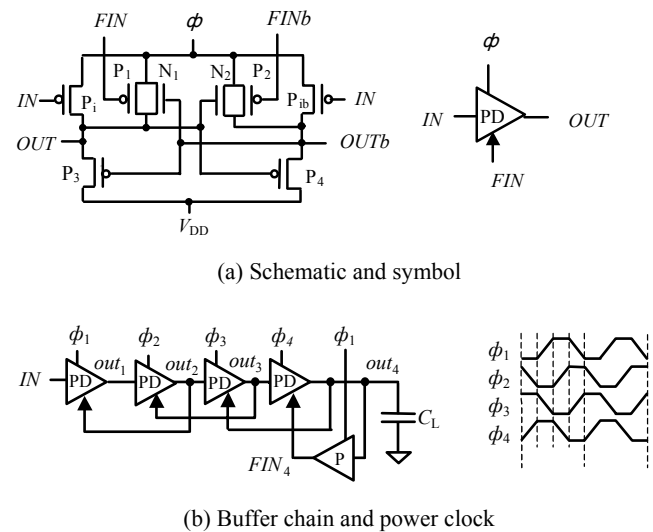 FIN ϕ FINb
P1 N1 N2 P2
IN Pi Pib IN
OUT OUTb
P3 P4
VDD
ϕ
IN PD OUT
FIN
(a) Schematic and symbol
ϕ1 ϕ2 ϕ3 ϕ4 ϕ1
out1 out2 out3 out4
IN PD PD PD PD
CL
FIN4 P
ϕ1
ϕ2
ϕ3
ϕ4
(b) Buffer chain and power clock